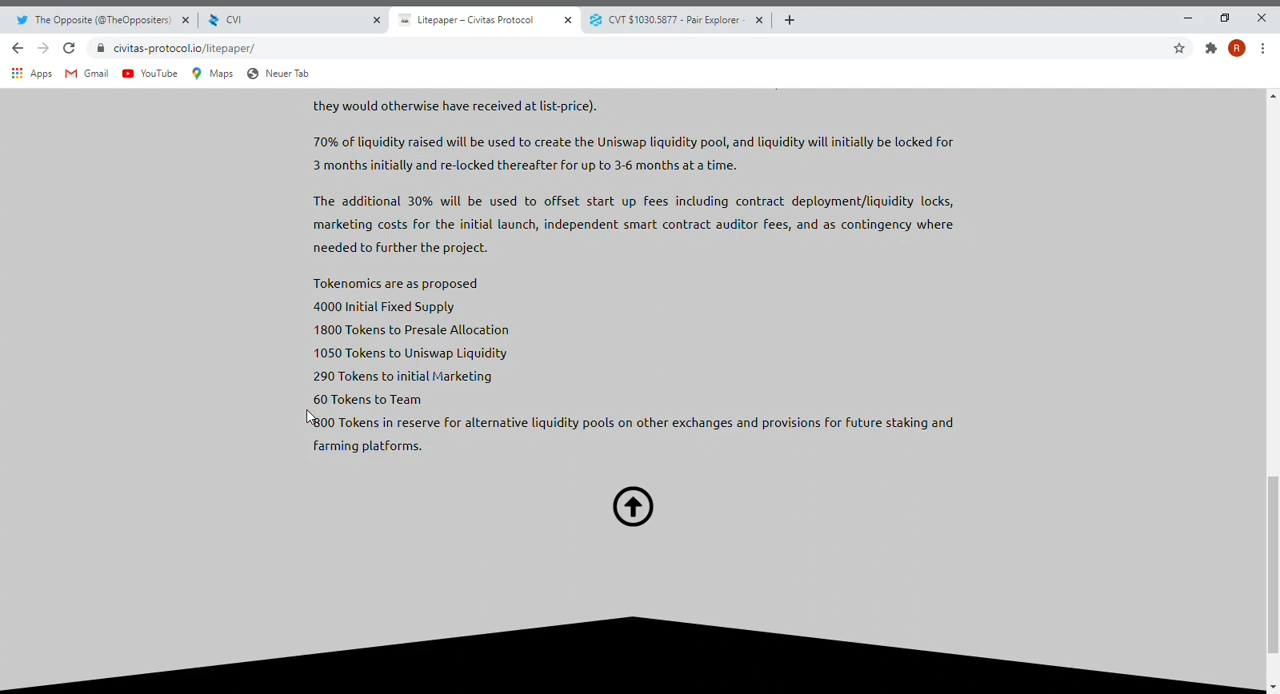 The Opposite (@TheOppositers)
CVI
Litepaper – Civitas Protocol
CVT $1030.5877 - Pair Explorer -
civitas-protocol.io/litepaper/
R
Apps
Gmail
YouTube
Maps
Neuer Tab
they would otherwise have received at list-price).
70% of liquidity raised will be used to create the Uniswap liquidity pool, and liquidity will initially be locked for
3 months initially and re-locked thereafter for up to 3-6 months at a time.
The additional 30% will be used to offset start up fees including contract deployment/liquidity locks,
marketing costs for the initial launch, independent smart contract auditor fees, and as contingency where
needed to further the project.
Tokenomics are as proposed
4000 Initial Fixed Supply
1800 Tokens to Presale Allocation
1050 Tokens to Uniswap Liquidity
290 Tokens to initial Marketing
60 Tokens to Team
800 Tokens in reserve for alternative liquidity pools on other exchanges and provisions for future staking and
farming platforms.